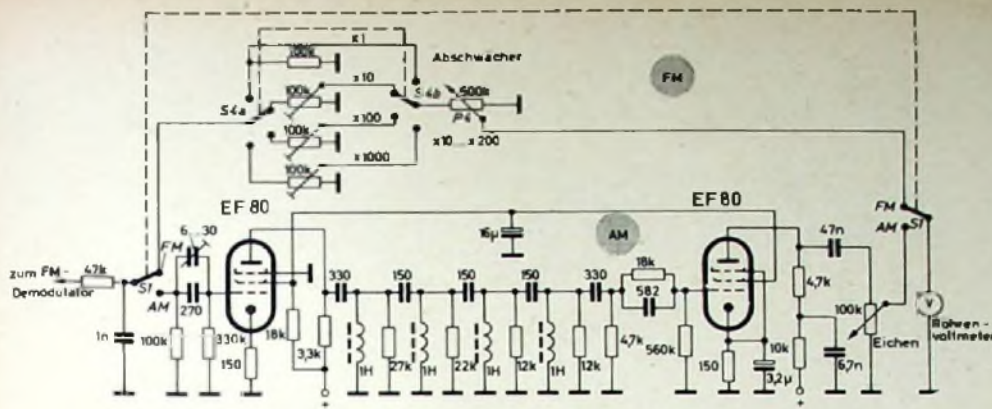 x1
100k
Abschwächer
FM
x10
100k
S4a
S4b
500k
P4
x100
100k
x1000
100k
x10...x200
EF 80
EF 80
FM
AM
S1
6...30
16µ
AM
47n
zum FM-
Demodulator
47k
S1
FM
AM
270
330
150
150
150
330
18k
582
4,7k
100k
V
Röhren-
voltmeter
Eichen
1n
100k
330k
150
18k
3,3k
1H
27k
1H
22k
1H
12k
1H
12k
4,7k
560k
150
3,2µ
10k
6,7n
+
+